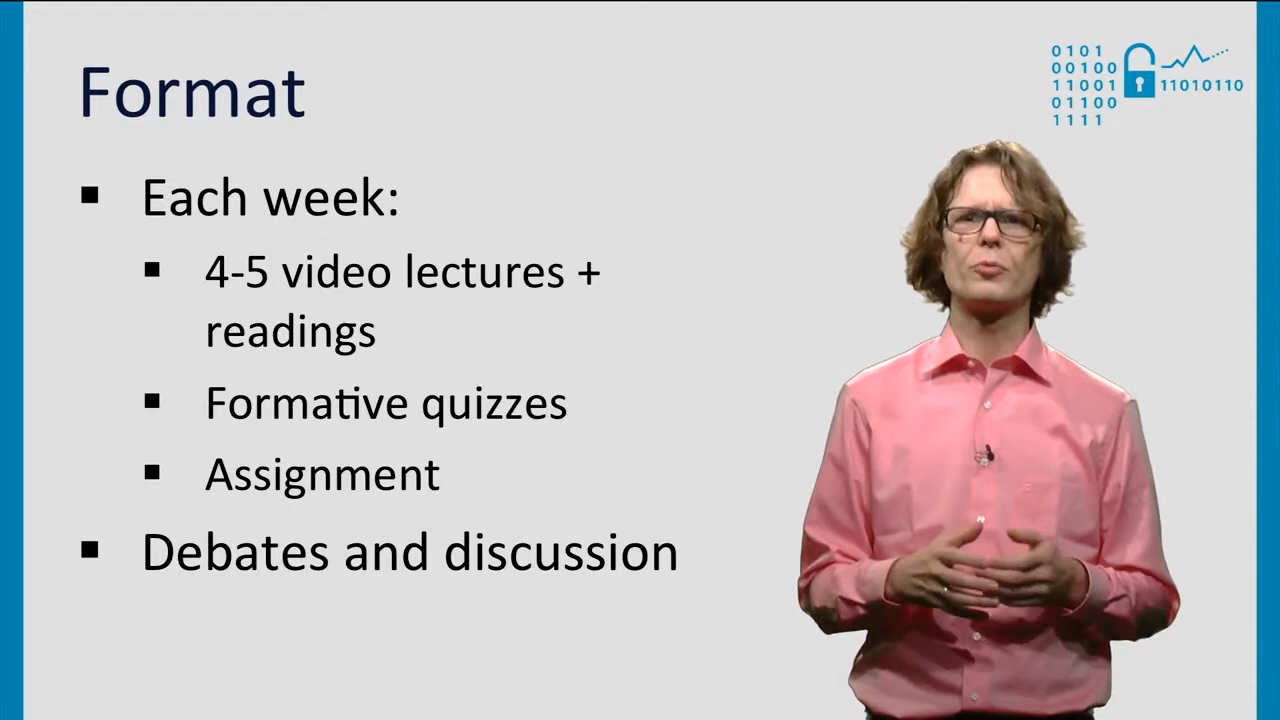 Format
0101
00100
11001
01100
1111
11010110
▪ Each week:
▪ 4-5 video lectures +
readings
▪ Formative quizzes
▪ Assignment
▪ Debates and discussion